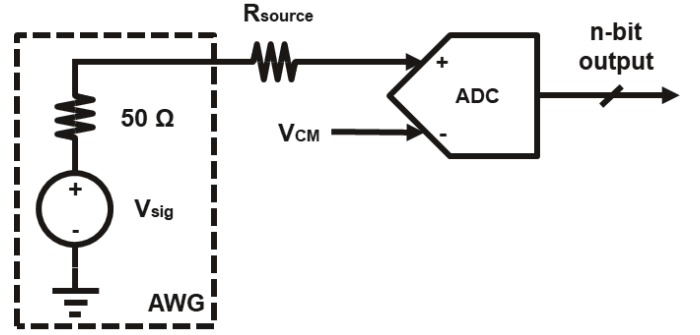 Rsource
n-bit
output
+
ADC
50 Ω
VCM
-
+
Vsig
-
AWG